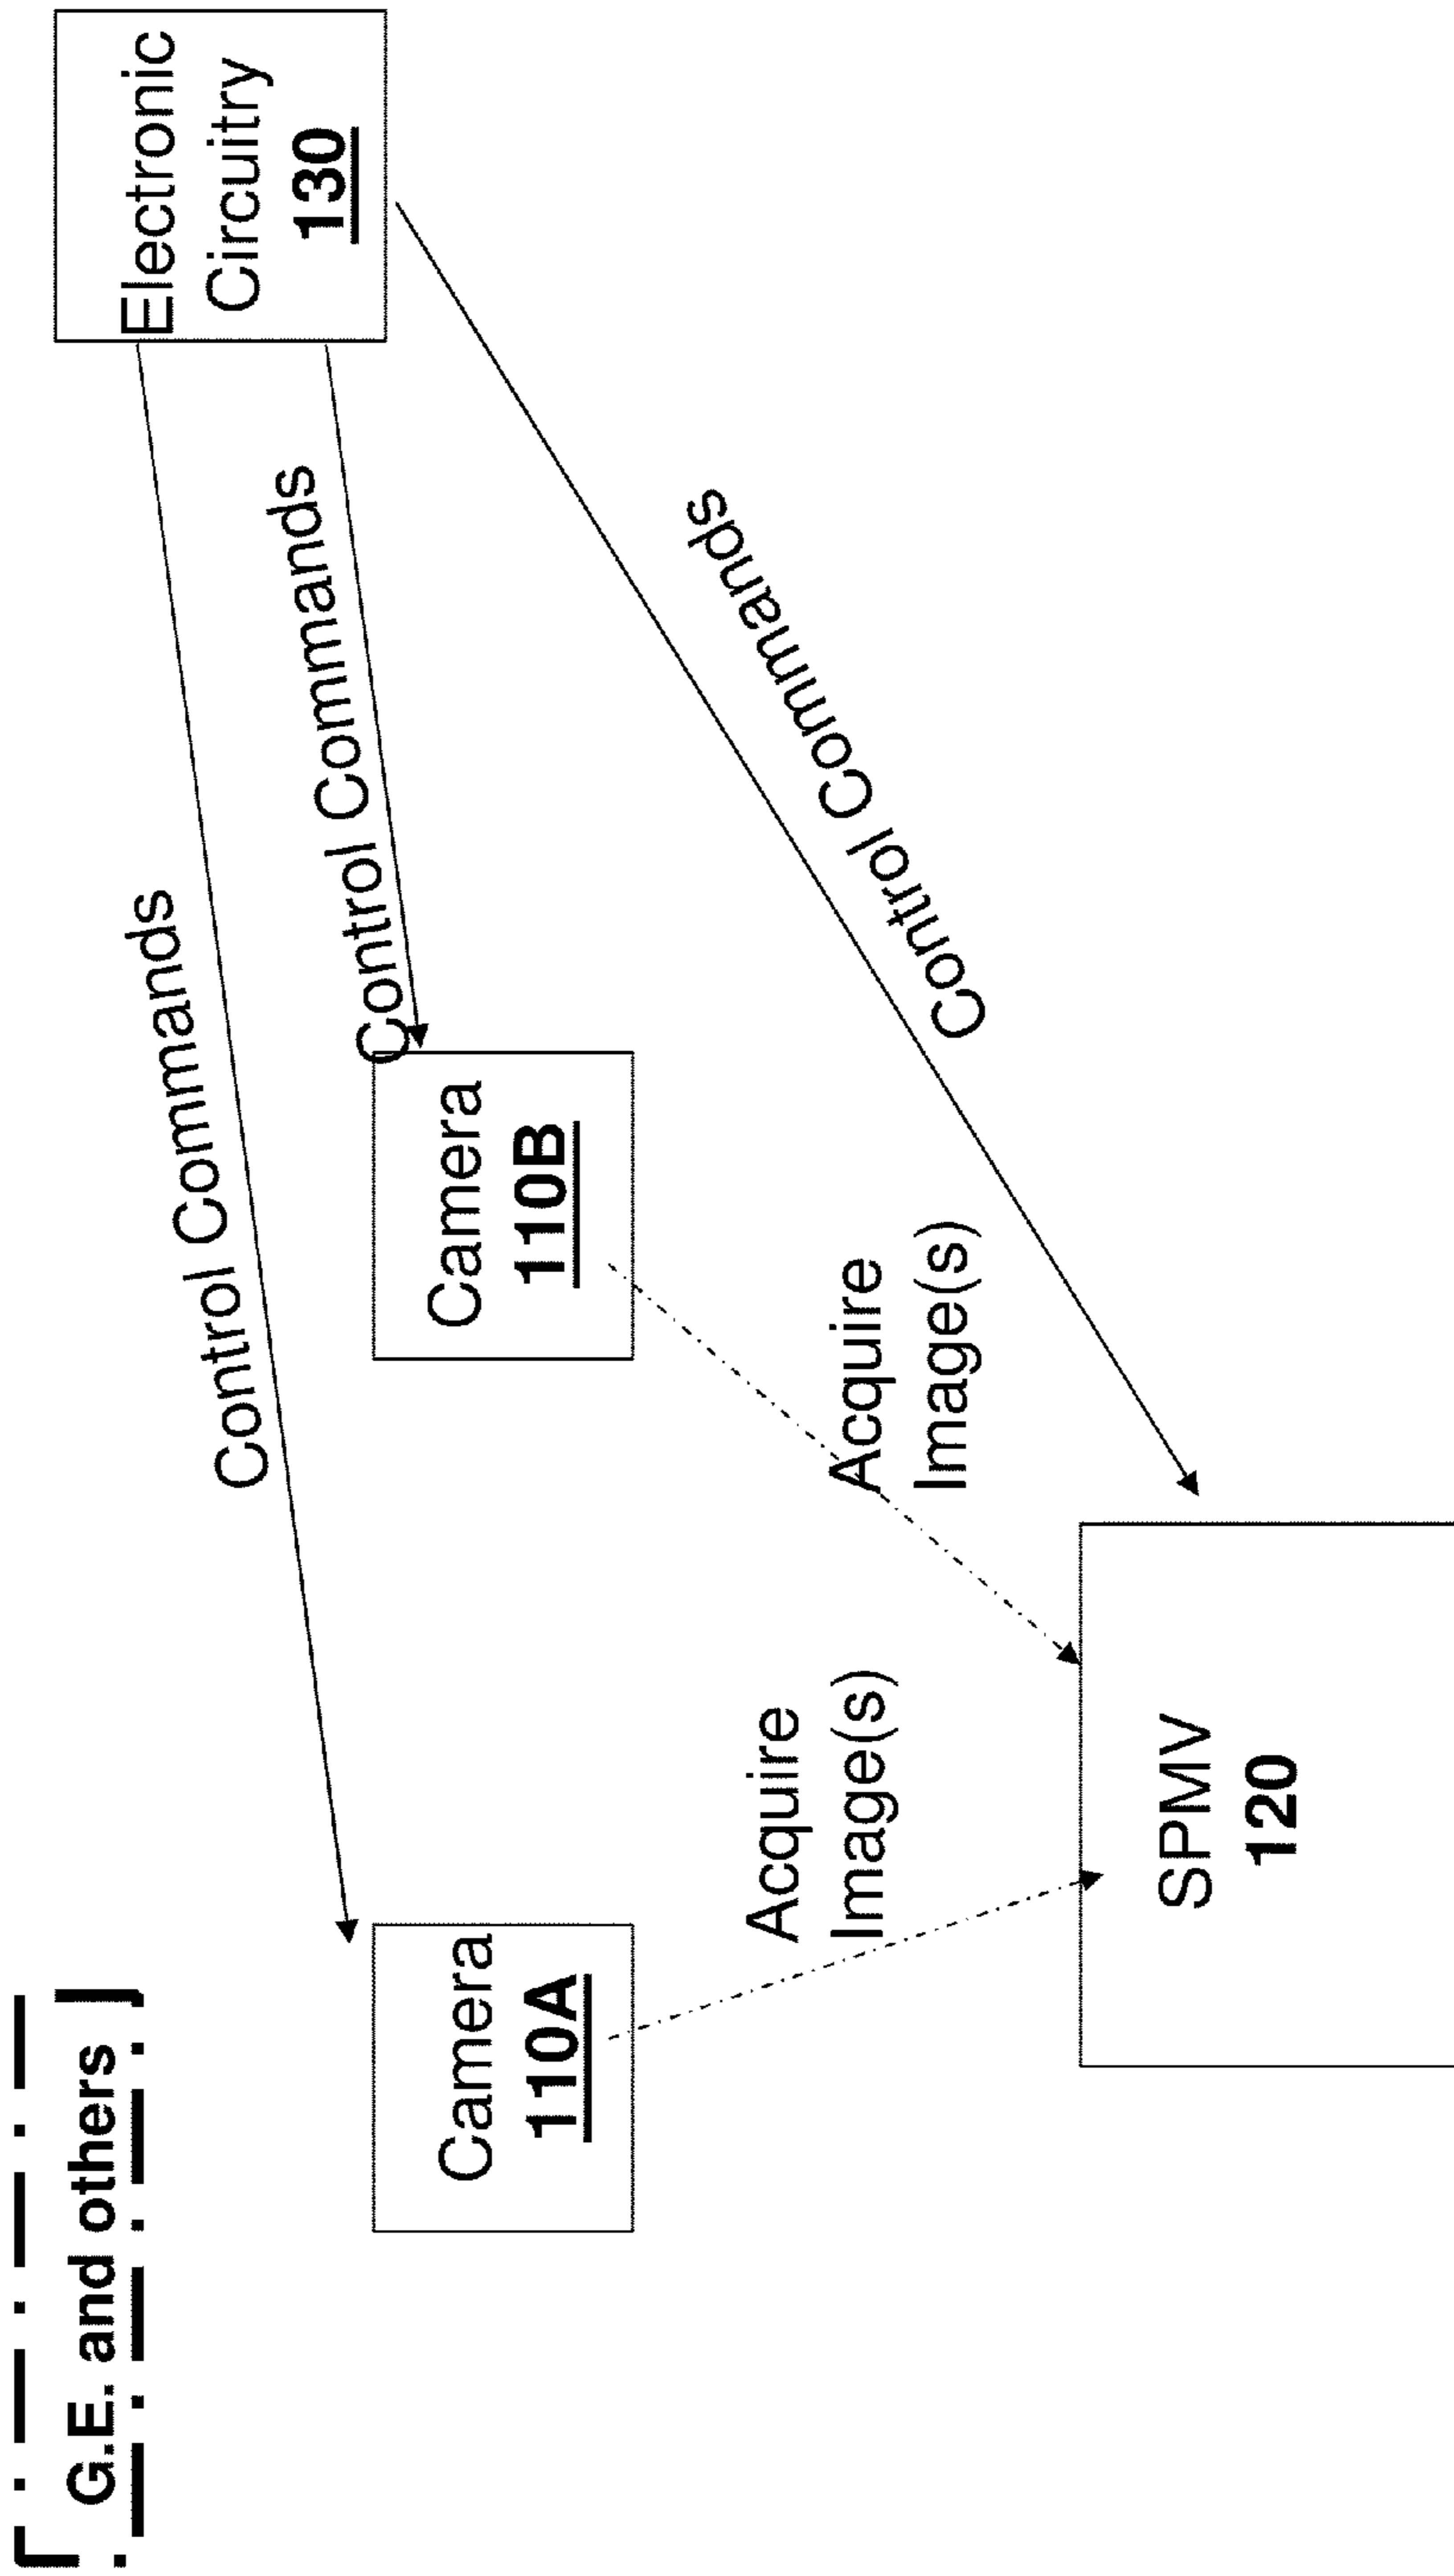 G.E. and others
Electronic
Circuitry
130
Control Commands
Control Commands
Camera
110A
Camera
110B
Control Commands
Acquire
Image(s)
Acquire
Image(s)
SPMV
120